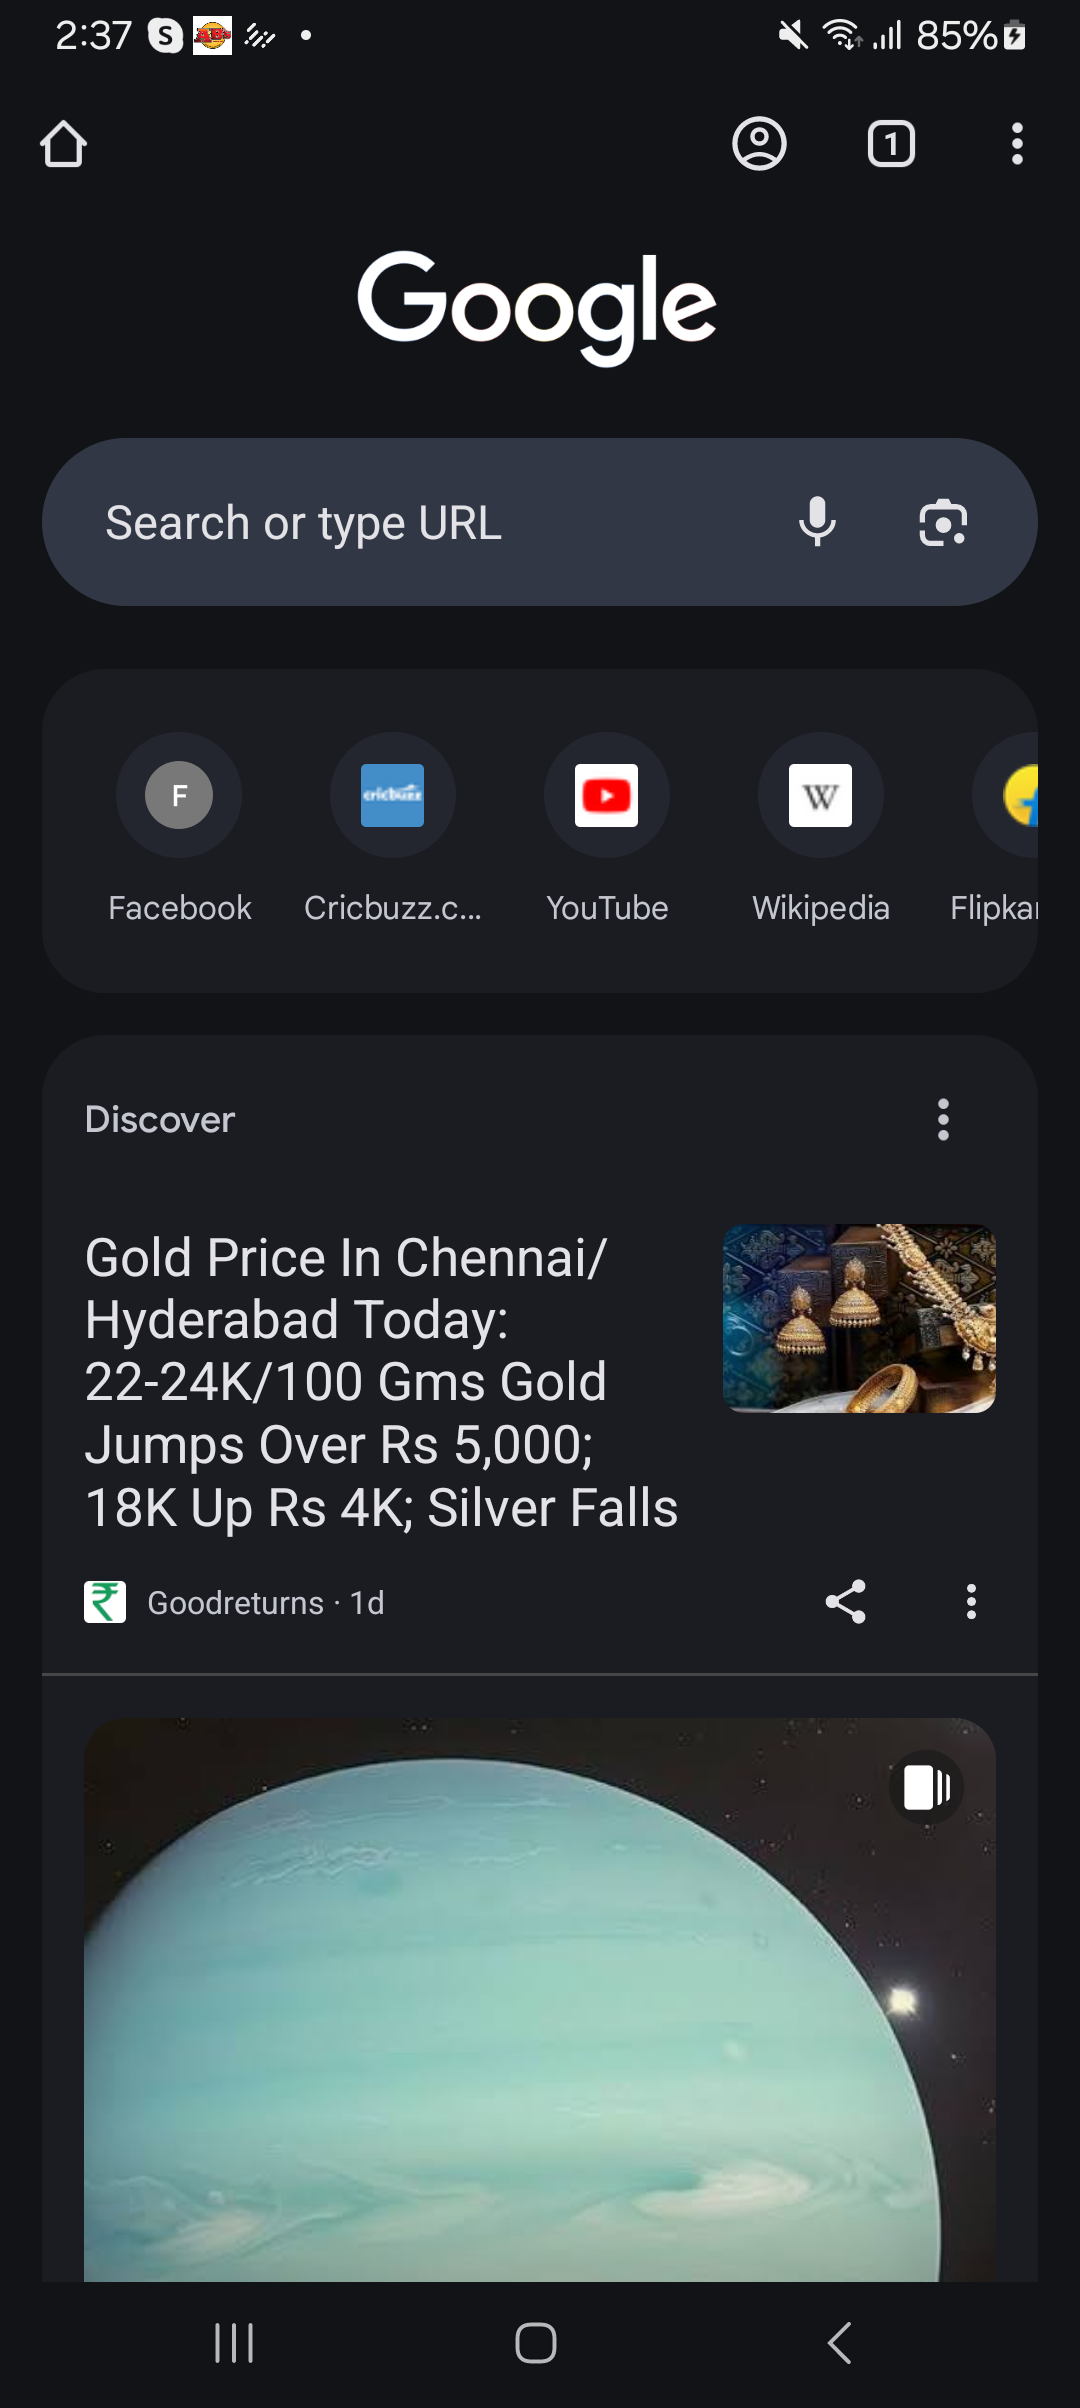 2:37
85%
1
Google
Search or type URL
F
cricbuzz
W
Facebook
Cricbuzz.c...
YouTube
Wikipedia
Flipkar
Discover
Gold Price In Chennai/
Hyderabad Today:
22-24K/100 Gms Gold
Jumps Over Rs 5,000;
18K Up Rs 4K; Silver Falls
₹
Goodreturns · 1d